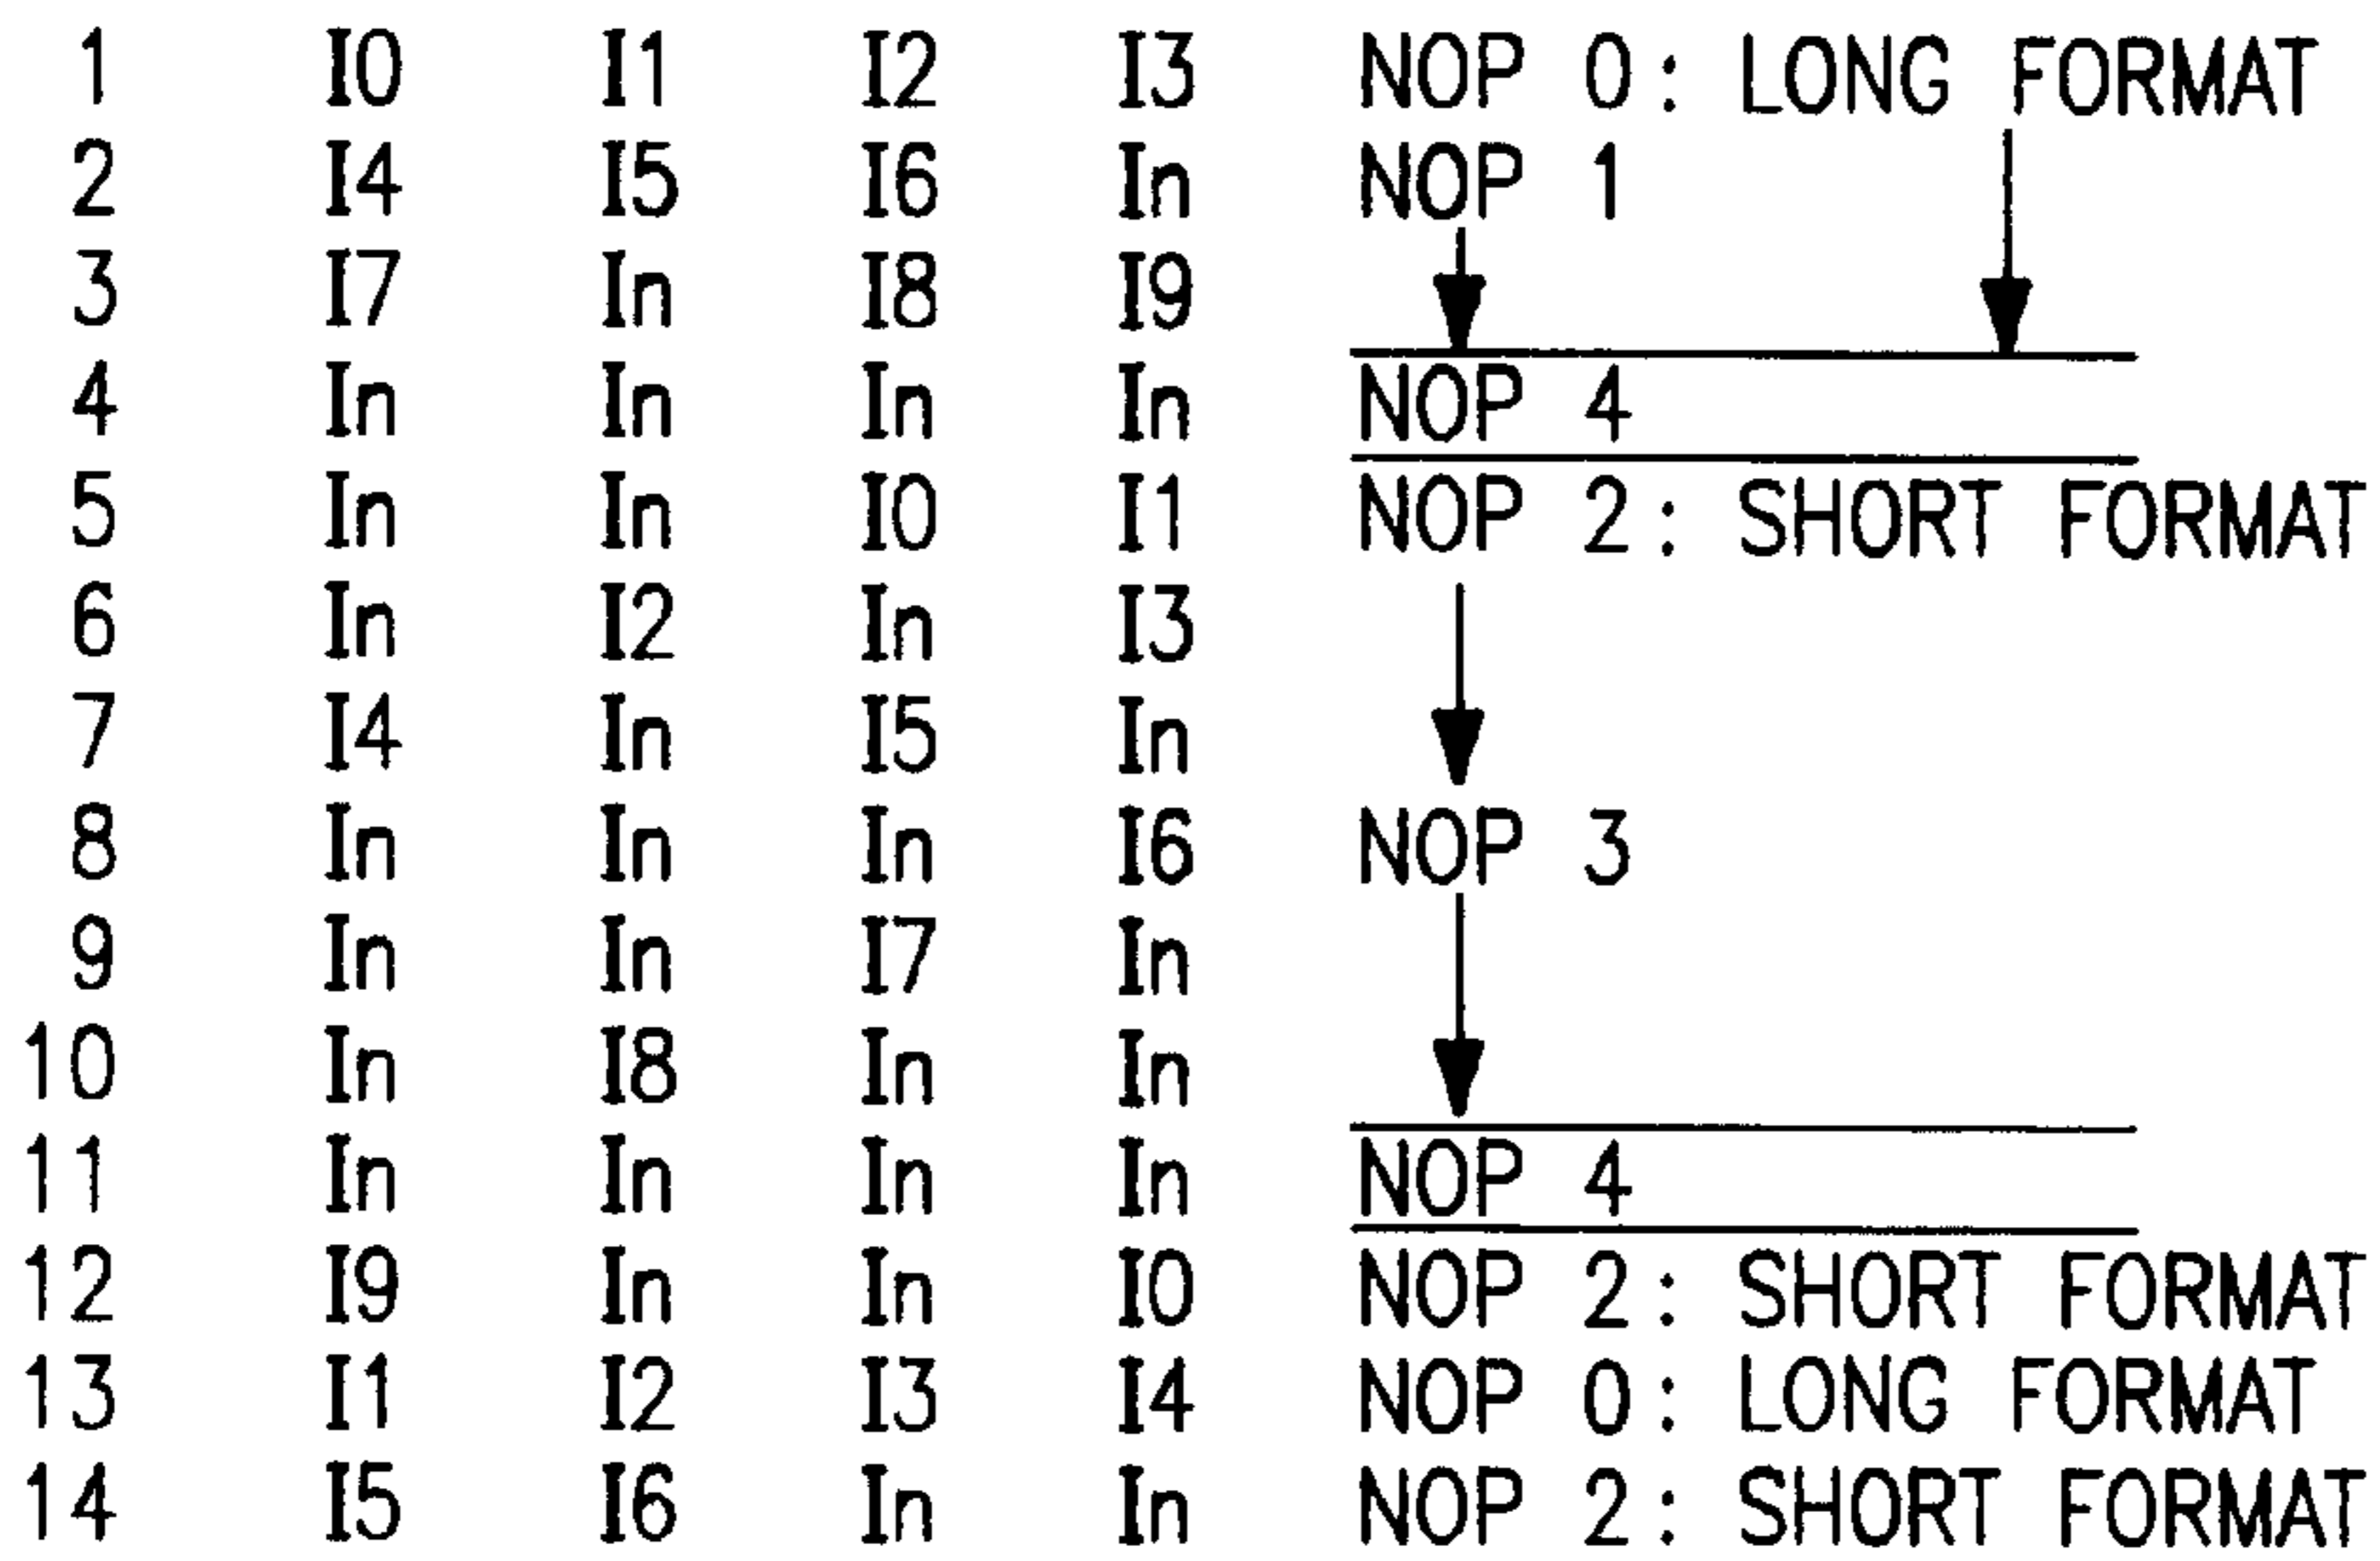 1 I0 I1 I2 I3 NOP 0: LONG FORMAT
2 I4 I5 I6 In NOP 1
3 I7 In I8 I9
4 In In In In NOP 4
5 In In I0 I1 NOP 2: SHORT FORMAT
6 In I2 In I3
7 I4 In I5 In
8 In In In I6 NOP 3
9 In In I7 In
10 In I8 In In
11 In In In In NOP 4
12 I9 In In I0 NOP 2: SHORT FORMAT
13 I1 I2 I3 I4 NOP 0: LONG FORMAT
14 I5 I6 In In NOP 2: SHORT FORMAT